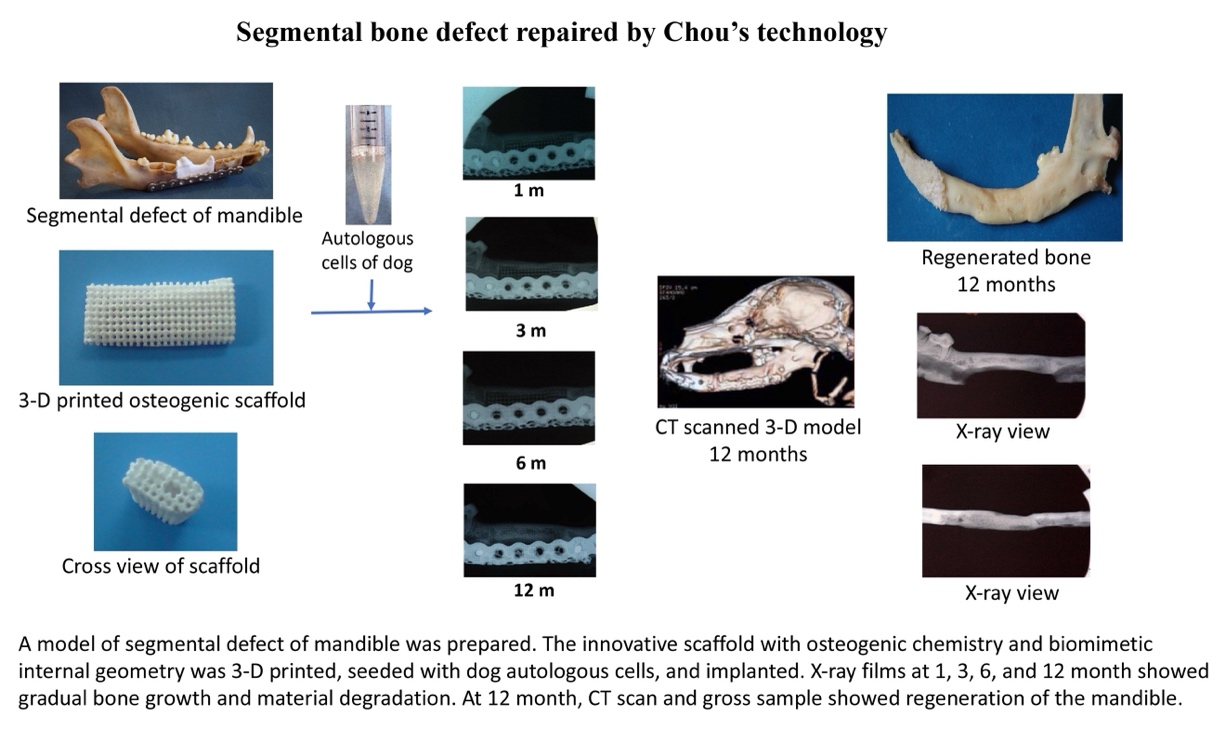 Segmental bone defect repaired by Chou’s technology
Segmental defect of mandible
3-D printed osteogenic scaffold
Cross view of scaffold
Autologous
cells of dog
1 m
3 m
6 m
12 m
CT scanned 3-D model
12 months
Regenerated bone
12 months
X-ray view
X-ray view
A model of segmental defect of mandible was prepared. The innovative scaffold with osteogenic chemistry and biomimetic
internal geometry was 3-D printed, seeded with dog autologous cells, and implanted. X-ray films at 1, 3, 6, and 12 month showed
gradual bone growth and material degradation. At 12 month, CT scan and gross sample showed regeneration of the mandible.